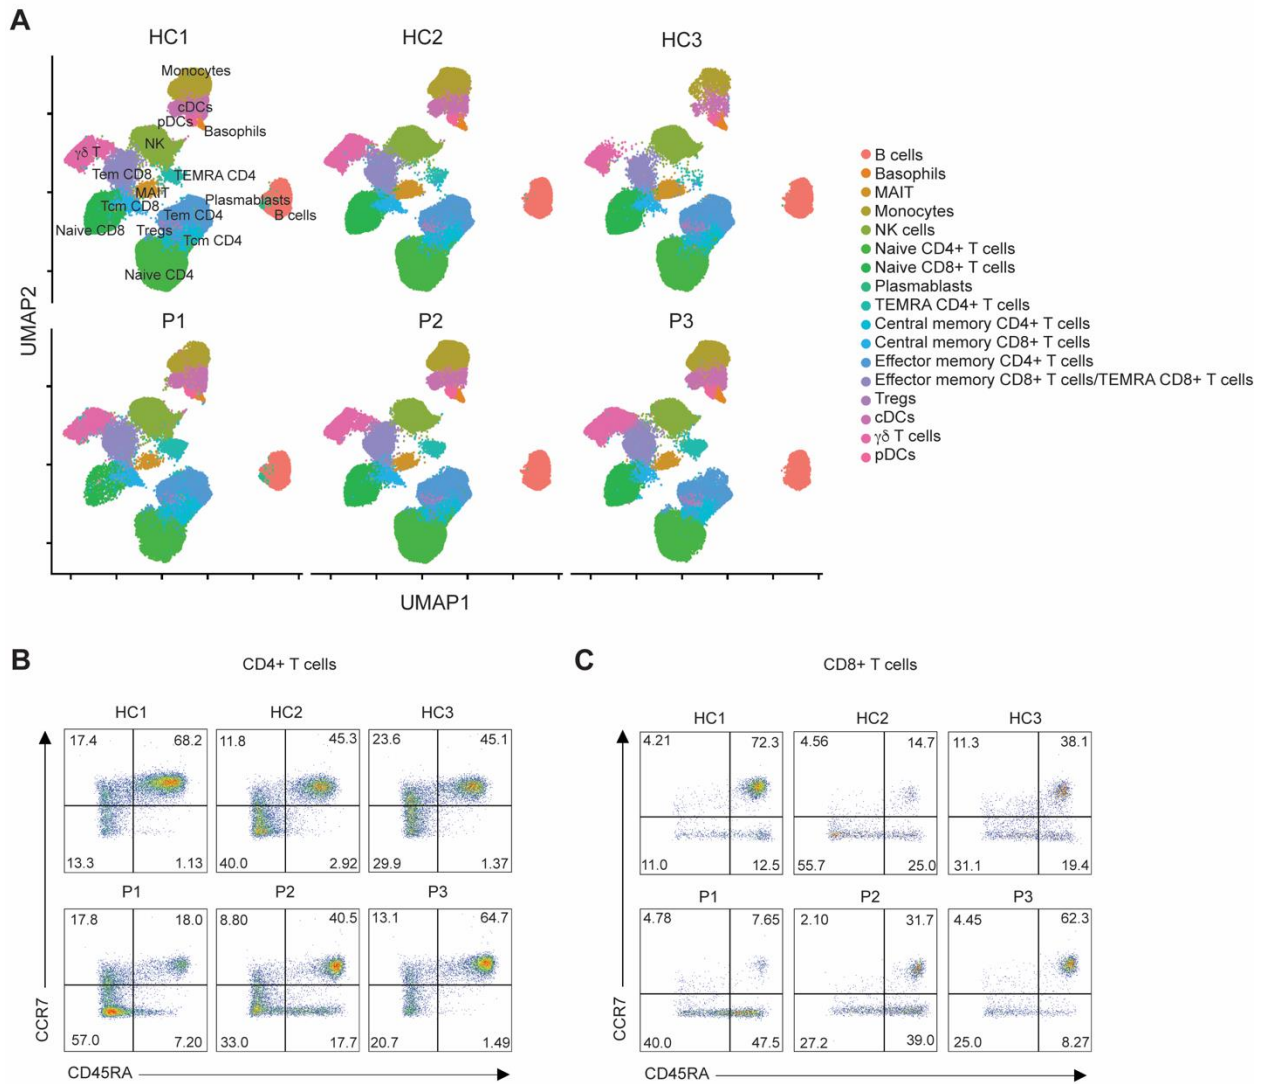 A
HC1
HC2
HC3
Monocytes
cDCs
pDCs
Basophils
NK
γδ T
Tem CD8
TEMRA CD4
MAIT
Tcm CD8
Plasmablasts
Tem CD4
B cells
Naive CD8
Tregs
Tcm CD4
Naive CD4
P1
P2
P3
UMAP2
UMAP1
B cells
Basophils
MAIT
Monocytes
NK cells
Naive CD4+ T cells
Naive CD8+ T cells
Plasmablasts
TEMRA CD4+ T cells
Central memory CD4+ T cells
Central memory CD8+ T cells
Effector memory CD4+ T cells
Effector memory CD8+ T cells/TEMRA CD8+ T cells
Tregs
cDCs
γδ T cells
pDCs
B
CD4+ T cells
HC1
HC2
HC3
17.4 68.2
11.8 45.3
23.6 45.1
13.3 1.13
40.0 2.92
29.9 1.37
P1
P2
P3
17.8 18.0
8.80 40.5
13.1 64.7
57.0 7.20
33.0 17.7
20.7 1.49
CCR7
CD45RA
C
CD8+ T cells
HC1
HC2
HC3
4.21 72.3
4.56 14.7
11.3 38.1
11.0 12.5
55.7 25.0
31.1 19.4
P1
P2
P3
4.78 7.65
2.10 31.7
4.45 62.3
40.0 47.5
27.2 39.0
25.0 8.27
CCR7
CD45RA